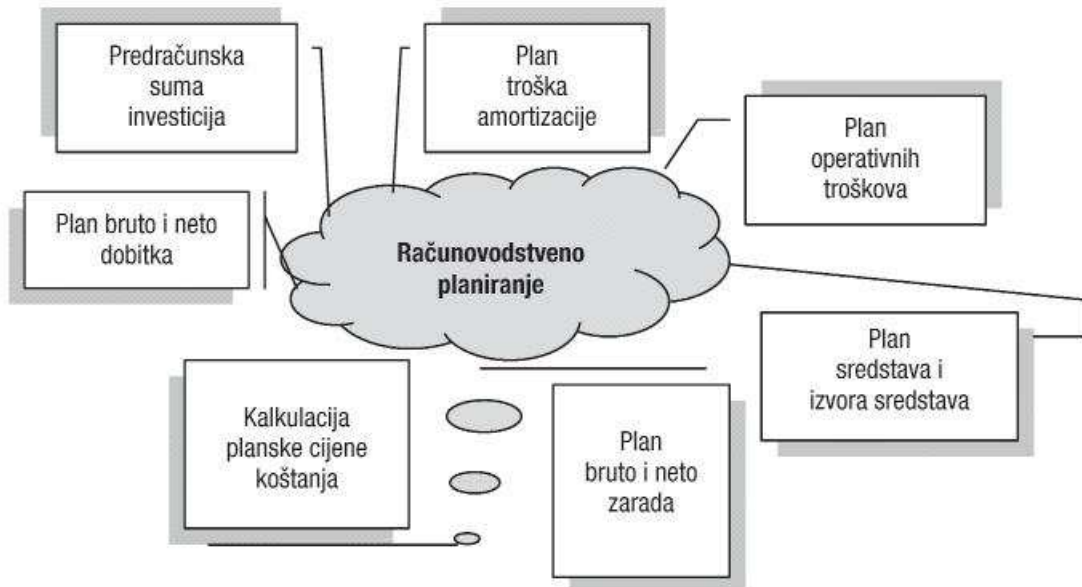 Predračunska
suma
investicija
Plan
troška
amortizacije
Plan
operativnih
troškova
Plan bruto i neto
dobitka
Računovodstveno
planiranje
Plan
sredstava i
izvora sredstava
Kalkulacija
planske cijene
koštanja
Plan
bruto i neto
zarada